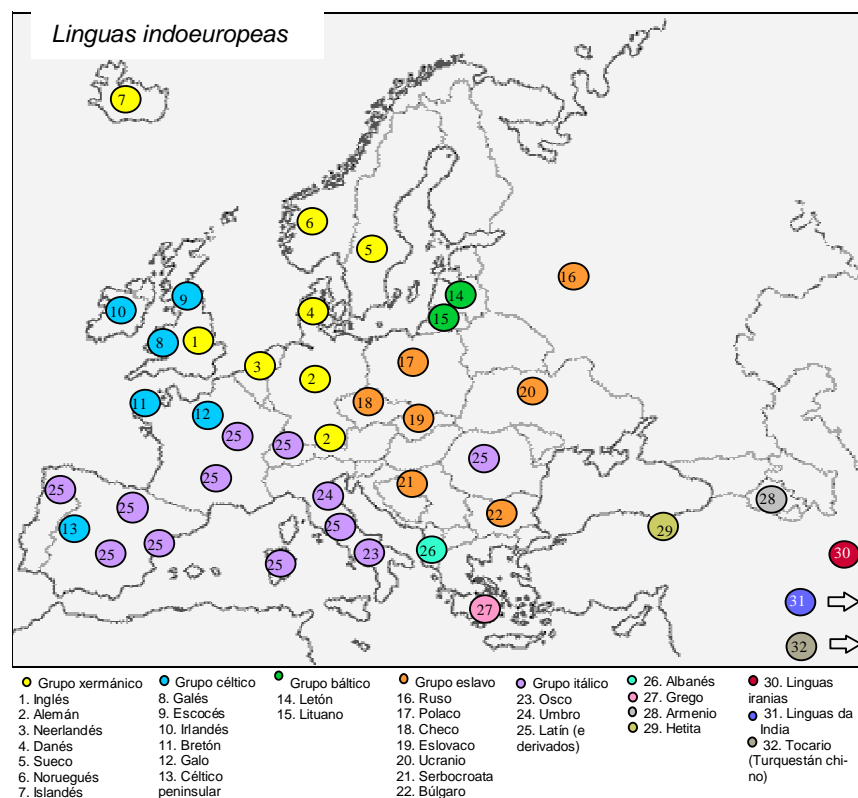 Linguas indoeuropeas
7
6
5
16
9
10
14
4
15
8
1
3
17
2
20
18
11
12
19
25
2
25
25
25
21
25
24
28
25
22
13
25
29
25
23
26
30
25
25
31
27
32
Grupo xermánico
1. Inglés
2. Alemán
3. Neerlandés
4. Danés
5. Sueco
6. Noruegués
7. Islandés
Grupo céltico
8. Galés
9. Escocés
10. Irlandés
11. Bretón
12. Galo
13. Céltico
peninsular
Grupo báltico
14. Letón
15. Lituano
Grupo eslavo
16. Ruso
17. Polaco
18. Checo
19. Eslovaco
20. Ucranio
21. Serbocroata
22. Búlgaro
Grupo itálico
23. Osco
24. Umbro
25. Latín (e
derivados)
26. Albanés
27. Grego
28. Armenio
29. Hetita
30. Linguas
iranias
31. Linguas da
India
32. Tocario
(Turquestán chi-
no)